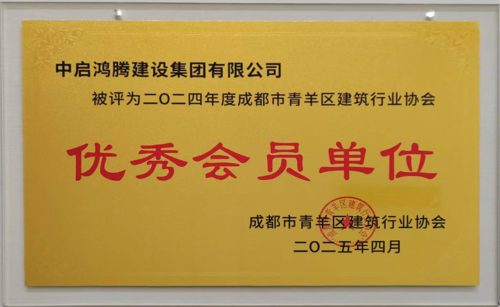 中启鸿腾建设集团有限公司
被评为二〇二四年度成都市青羊区建筑行业协会
优秀会员单位
成都市青羊区建筑行业协会
二〇二五年四月